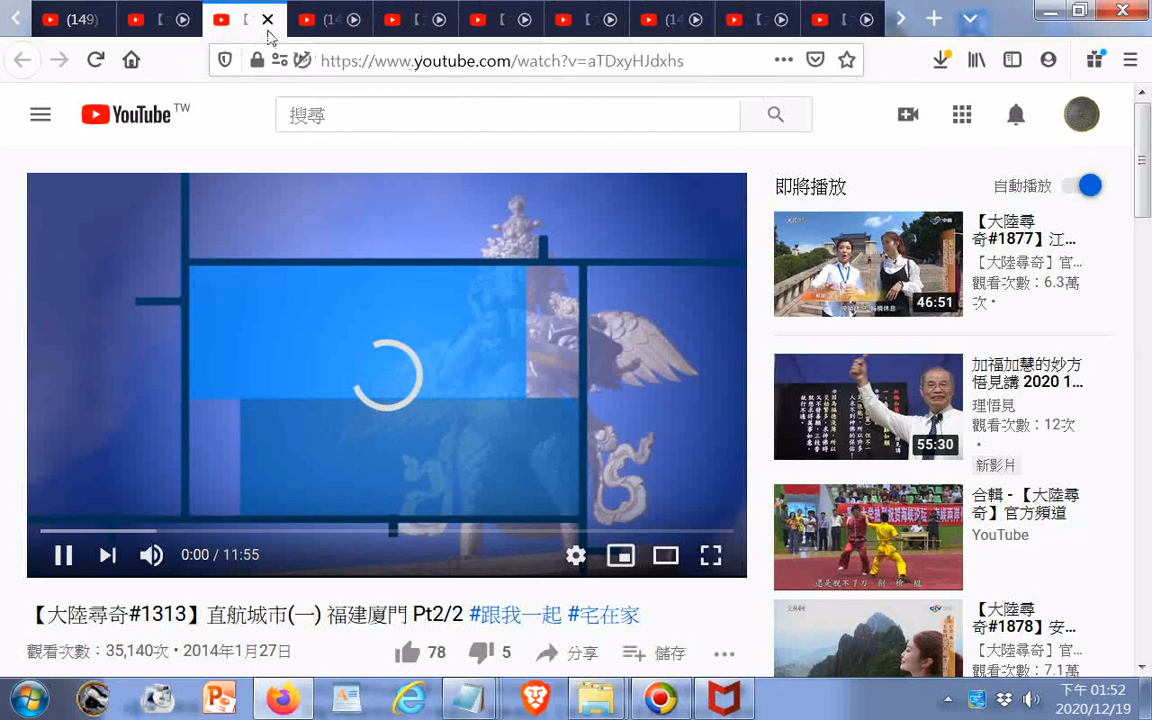 (149)
https://www.youtube.com/watch?v=aTDxyHJdxhs
YouTube TW
搜尋
即將播放
自動播放
【大陸尋奇#1877】江...
【大陸尋奇】官...
觀看次數：6.3萬次・
46:51
加福加慧的妙方 悟見講 2020 1...
理悟見
觀看次數：12次
・
新影片
55:30
合輯 - 【大陸尋奇】官方頻道
YouTube
【大陸尋奇#1878】安...
【大陸尋奇】官...
觀看次數：7.1萬
0:00 / 11:55
【大陸尋奇#1313】直航城市(一) 福建廈門 Pt2/2 #跟我一起 #宅在家
觀看次數：35,140次・2014年1月27日
78
5
分享
儲存
下午 01:52
2020/12/19